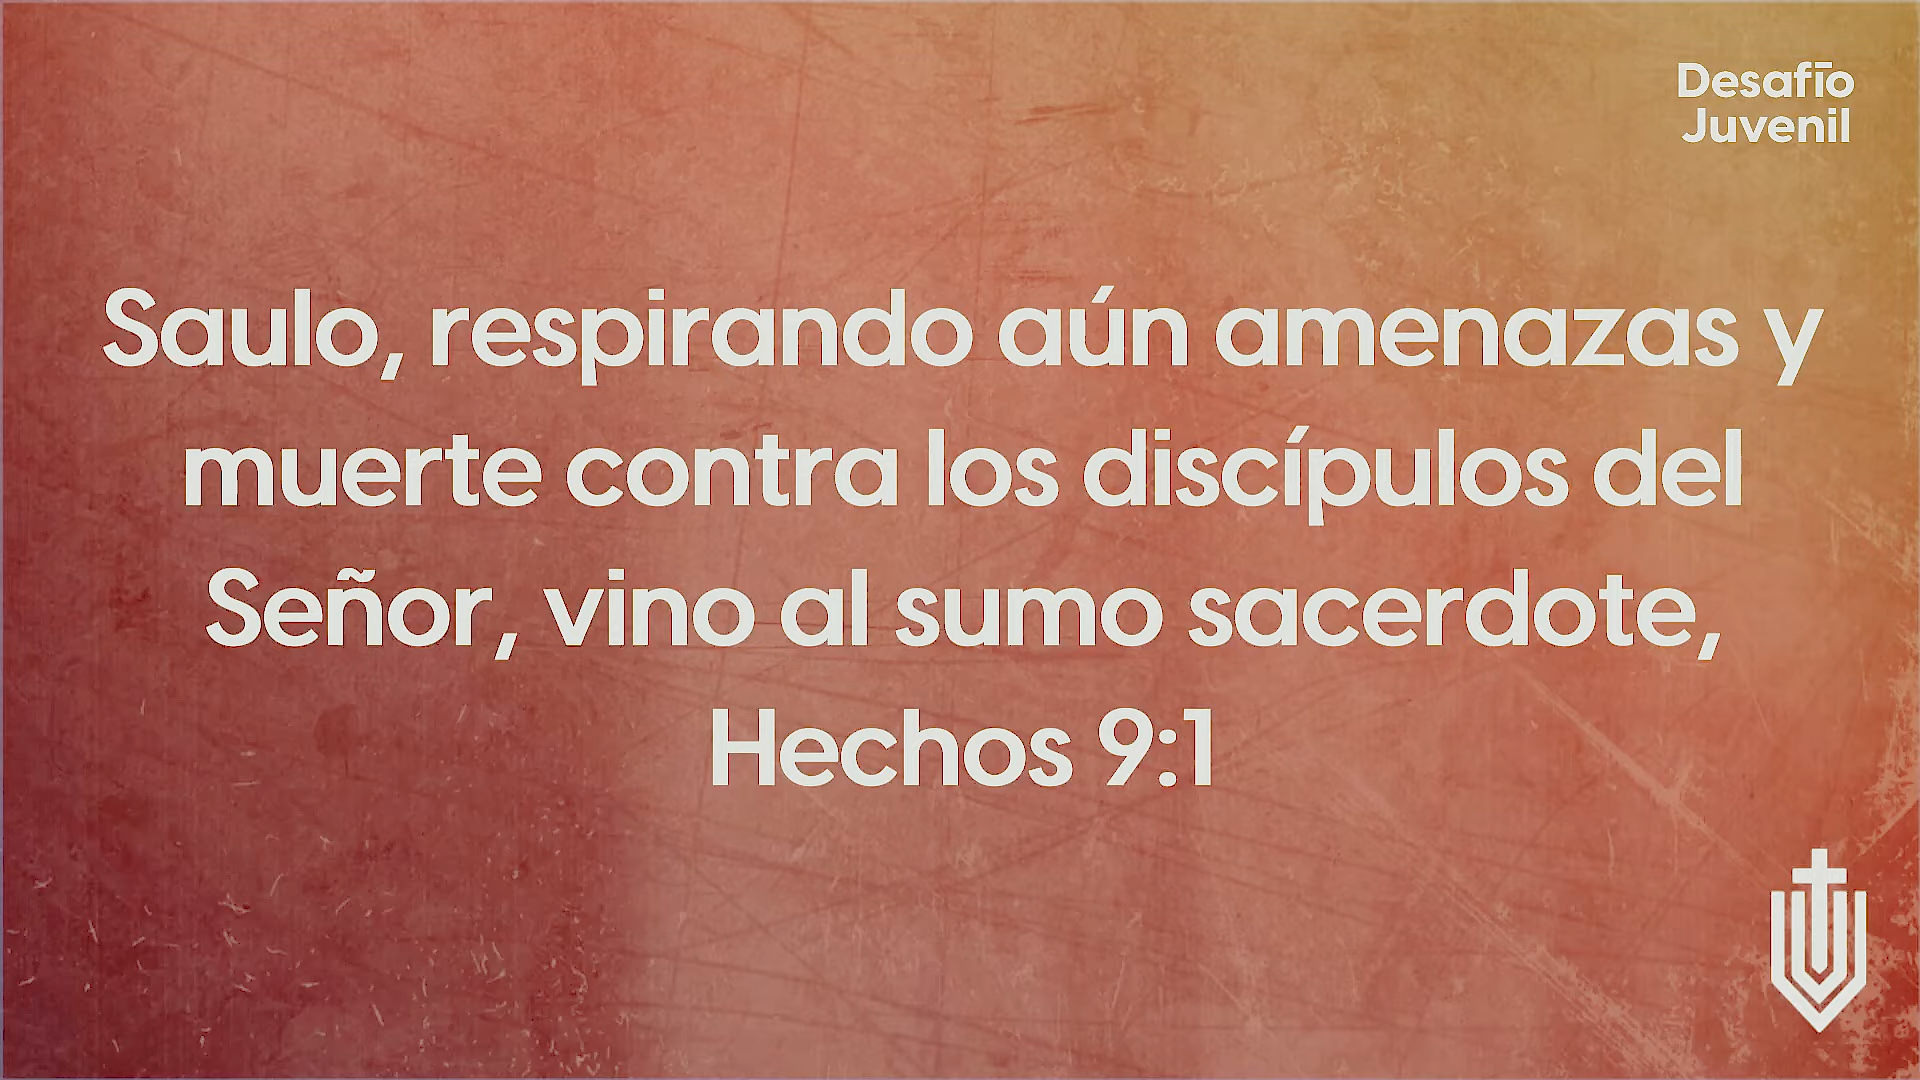 Desafío
Juvenil
Saulo, respirando aún amenazas y
muerte contra los discípulos del
Señor, vino al sumo sacerdote,
Hechos 9:1